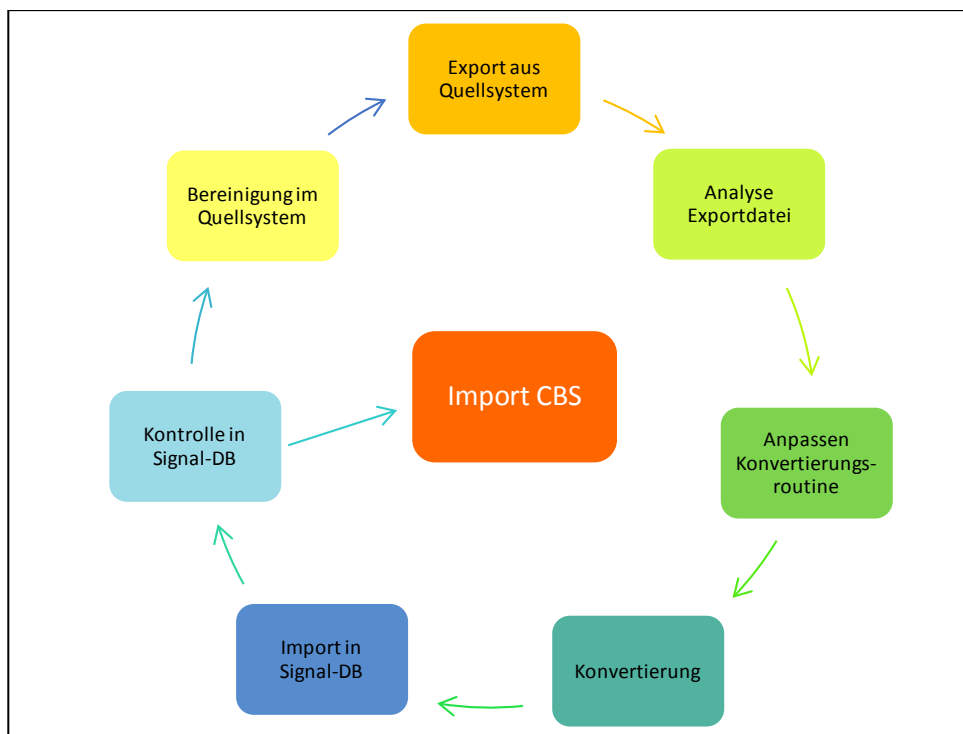 Export aus
Quellsystem
Analyse
Exportdatei
Anpassen
Konvertierungs-
routine
Konvertierung
Import in
Signal-DB
Kontrolle in
Signal-DB
Bereinigung im
Quellsystem
Import CBS